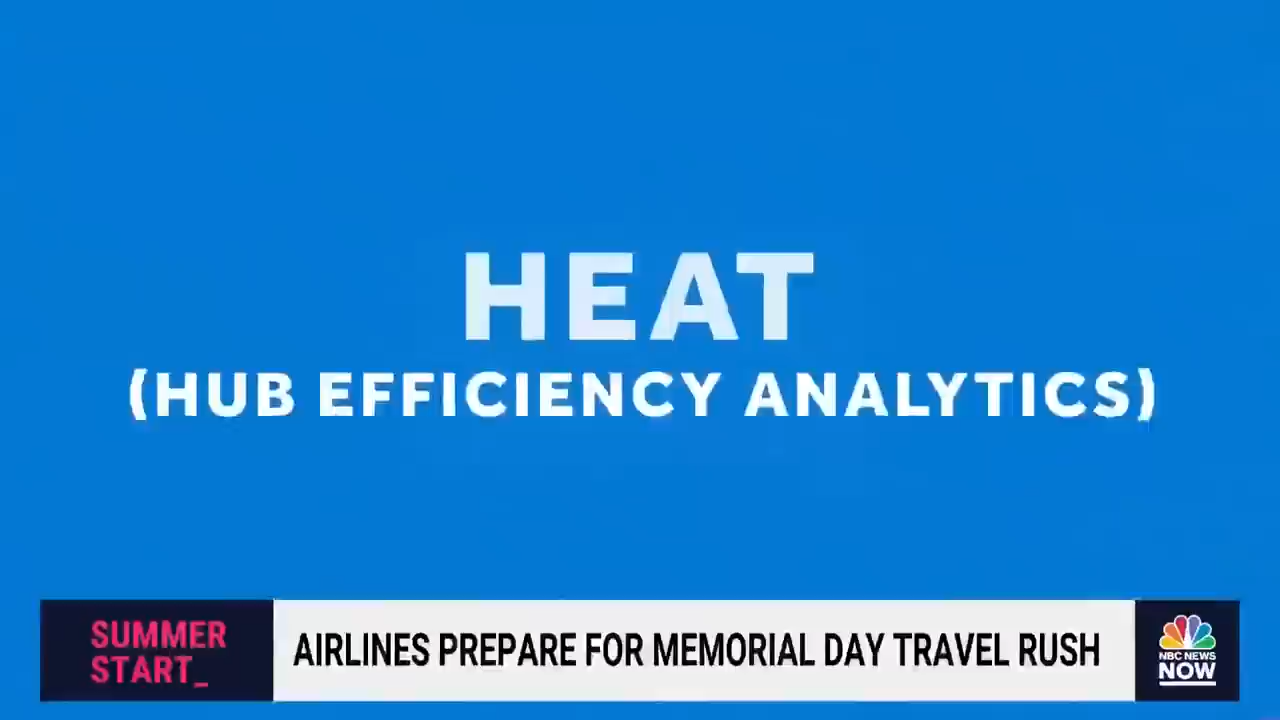 HEAT
(HUB EFFICIENCY ANALYTICS)
SUMMER
START_
AIRLINES PREPARE FOR MEMORIAL DAY TRAVEL RUSH
NBC NEWS
NOW